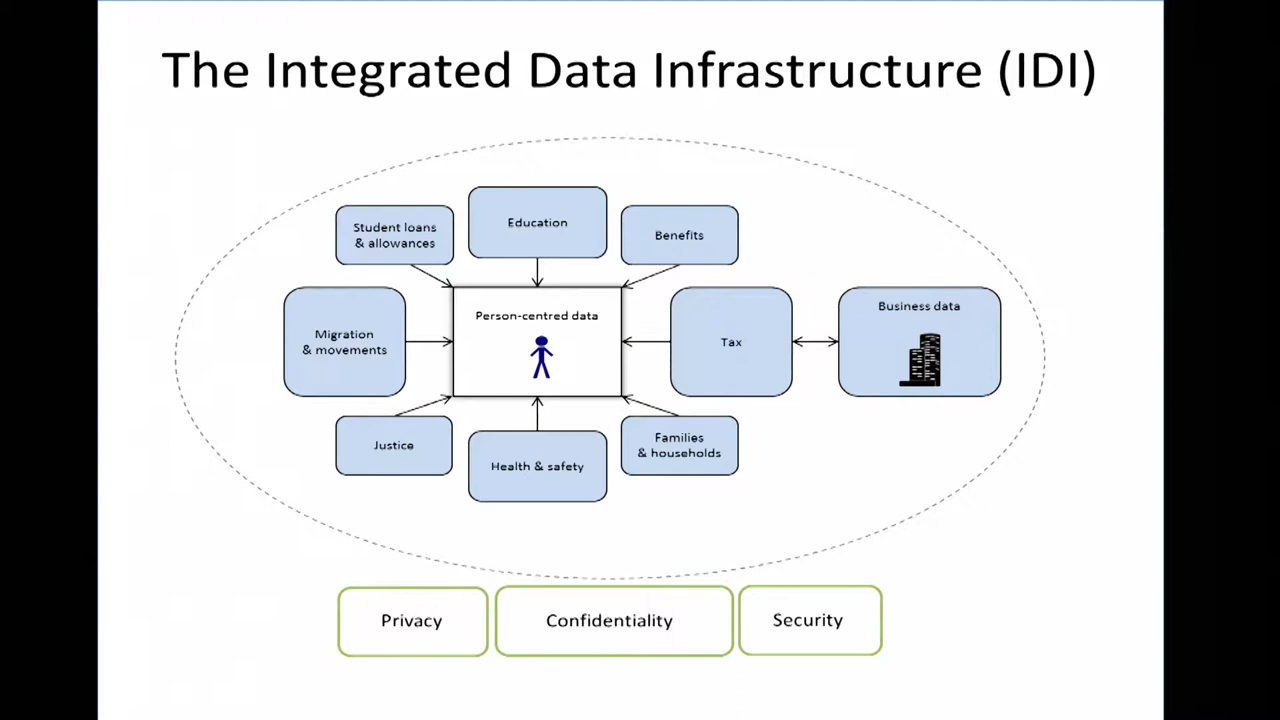 The Integrated Data Infrastructure (IDI)
Student loans
& allowances
Education
Benefits
Migration
& movements
Person-centred data
Tax
Business data
Justice
Health & safety
Families
& households
Privacy
Confidentiality
Security